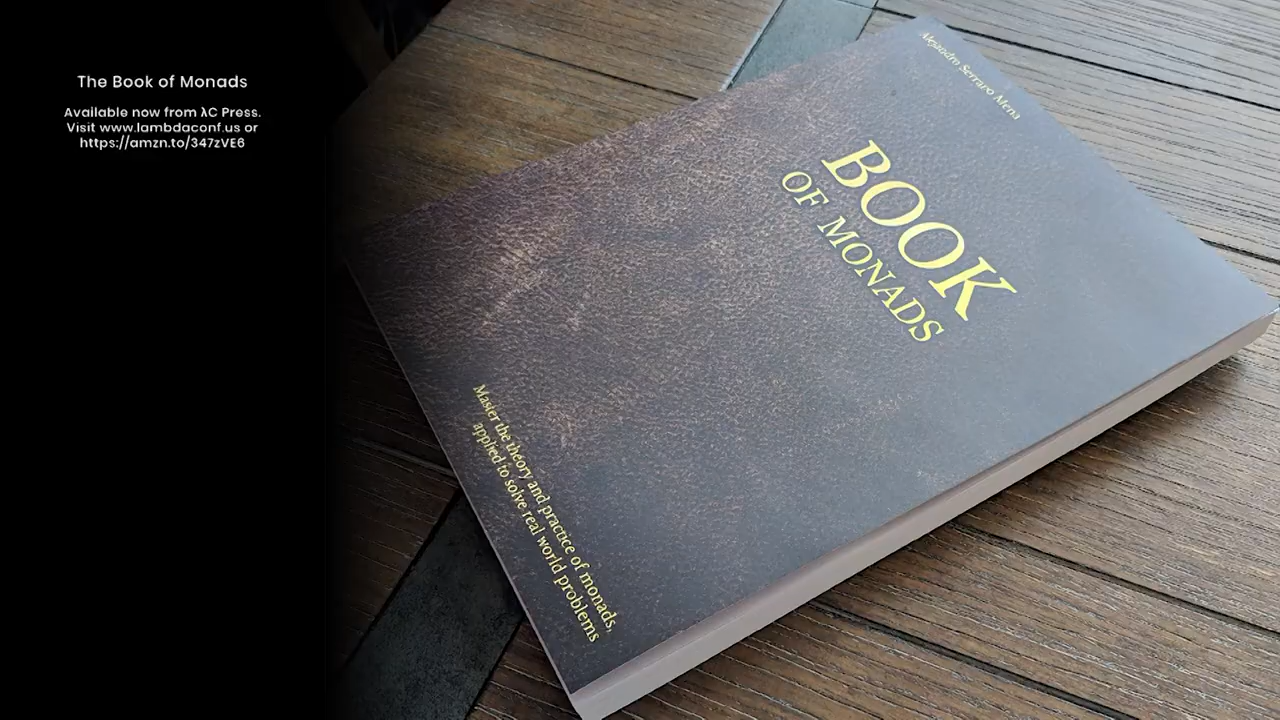 The Book of Monads
Available now from λC Press.
Visit www.lambdaconf.us or
https://amzn.to/347zVE6
Alejandro Serrano Mena
BOOK
OF MONADS
Master the theory and practice of monads,
applied to solve real world problems